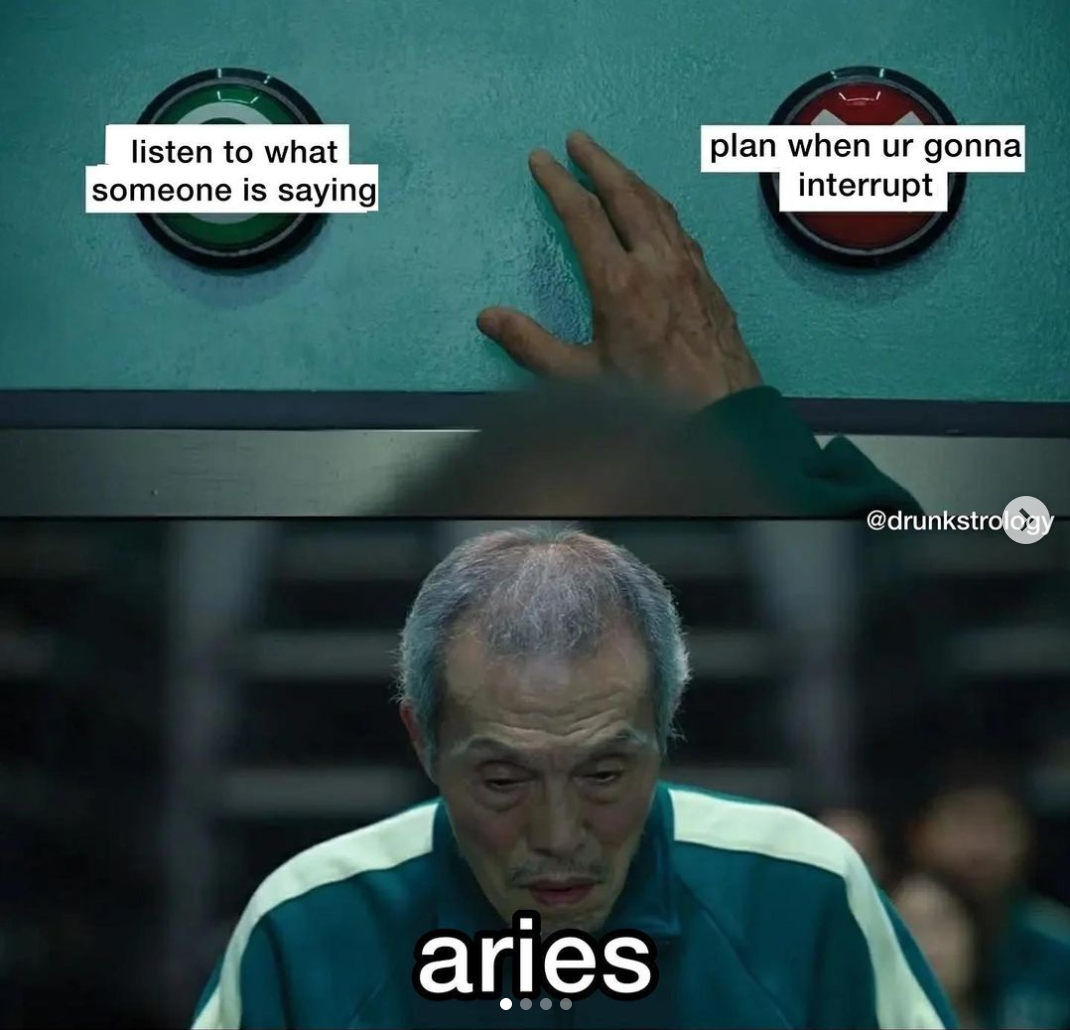 listen to what
someone is saying
plan when ur gonna
interrupt
@drunkstrology
aries